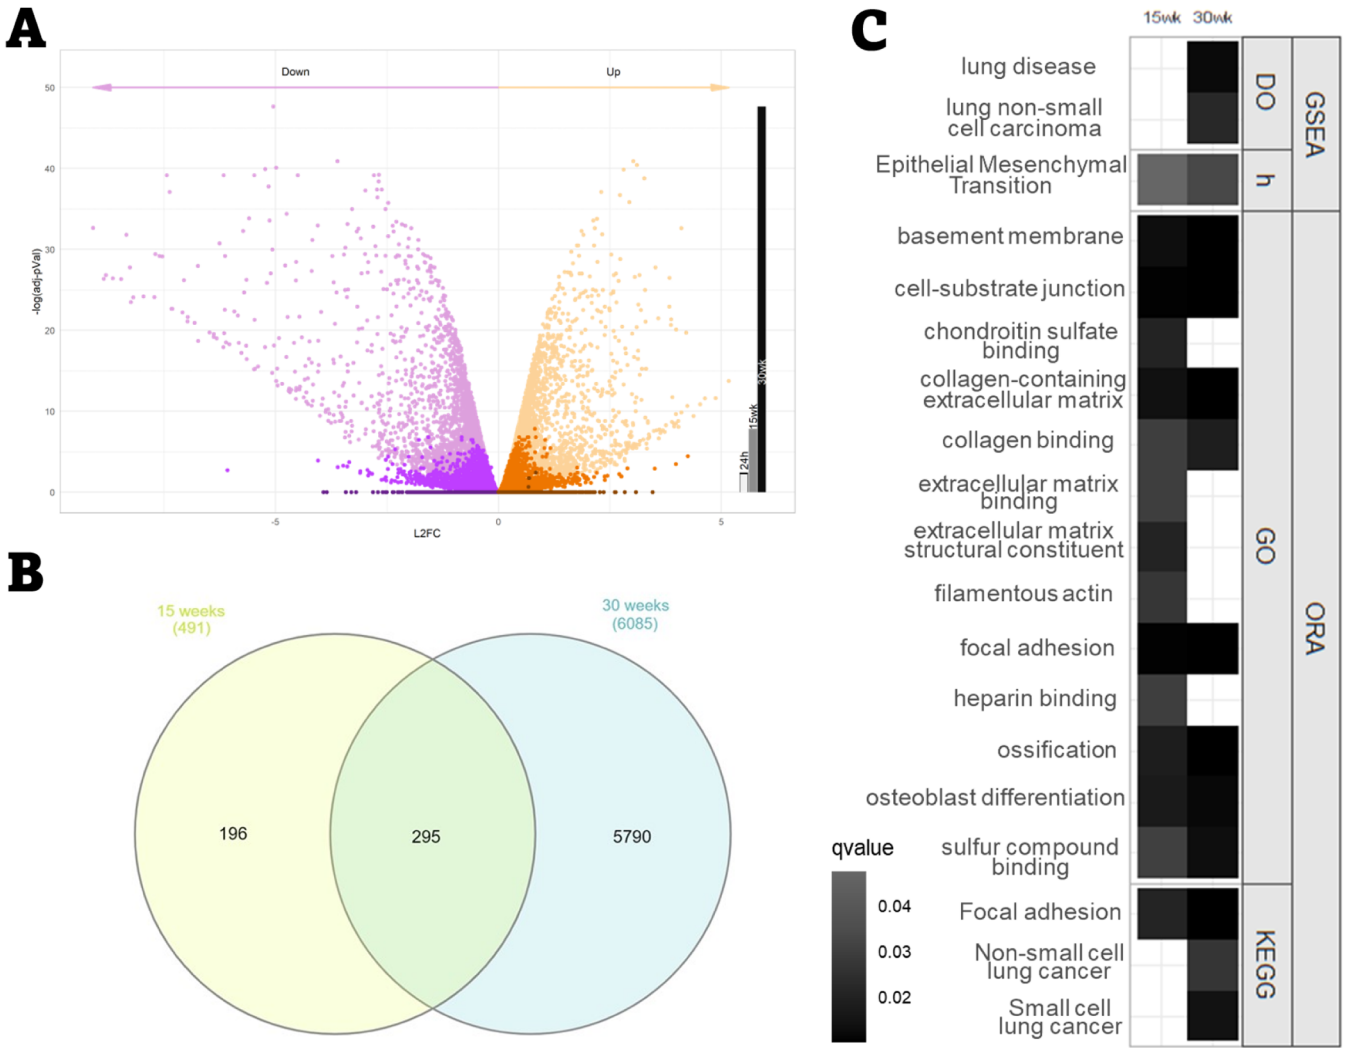 A
Down
Up
50
40
30
20
10
0
-log(adj-pVal)
-5
0
5
L2FC
24h
15wk
30wk
B
15 weeks
(491)
30 weeks
(6085)
196
295
5790
C
15wk 30wk
lung disease
lung non-small
cell carcinoma
Epithelial Mesenchymal
Transition
basement membrane
cell-substrate junction
chondroitin sulfate
binding
collagen-containing
extracellular matrix
collagen binding
extracellular matrix
binding
extracellular matrix
structural constituent
filamentous actin
focal adhesion
heparin binding
ossification
osteoblast differentiation
sulfur compound
binding
Focal adhesion
Non-small cell
lung cancer
Small cell
lung cancer
DO
h
GO
KEGG
GSEA
ORA
qvalue
0.04
0.03
0.02